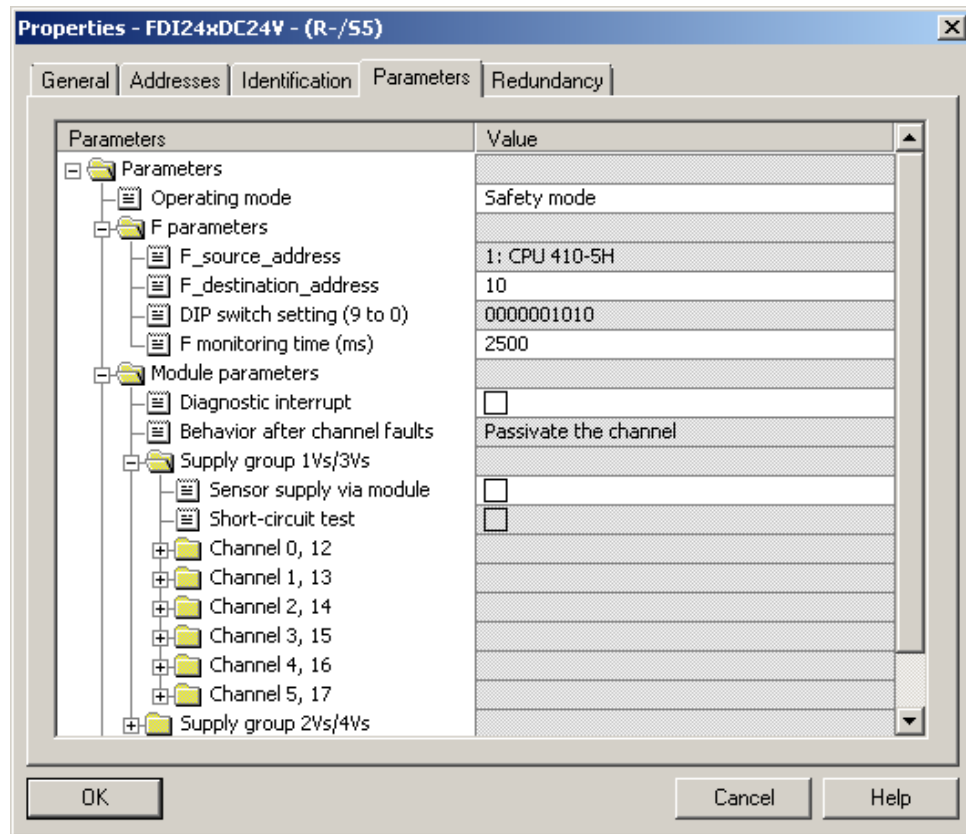 Properties - FDI24xDC24V - (R-/S5)
General Addresses Identification Parameters Redundancy
Parameters Value
Parameters
Operating mode Safety mode
F parameters
F_source_address 1: CPU 410-5H
F_destination_address 10
DIP switch setting (9 to 0) 0000001010
F monitoring time (ms) 2500
Module parameters
Diagnostic interrupt
Behavior after channel faults Passivate the channel
Supply group 1Vs/3Vs
Sensor supply via module
Short-circuit test
Channel 0, 12
Channel 1, 13
Channel 2, 14
Channel 3, 15
Channel 4, 16
Channel 5, 17
Supply group 2Vs/4Vs
OK Cancel Help